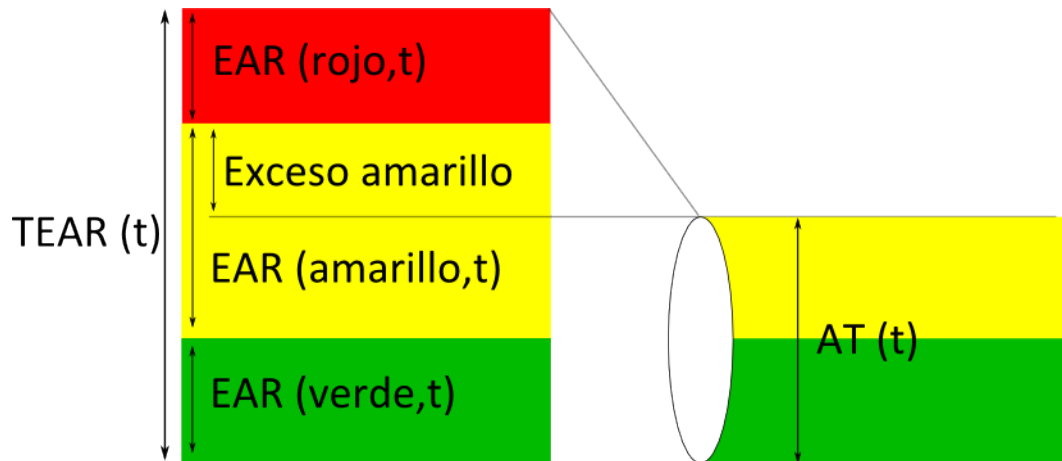 EAR (rojo,t)
Exceso amarillo
TEAR (t)
EAR (amarillo,t)
AT (t)
EAR (verde,t)